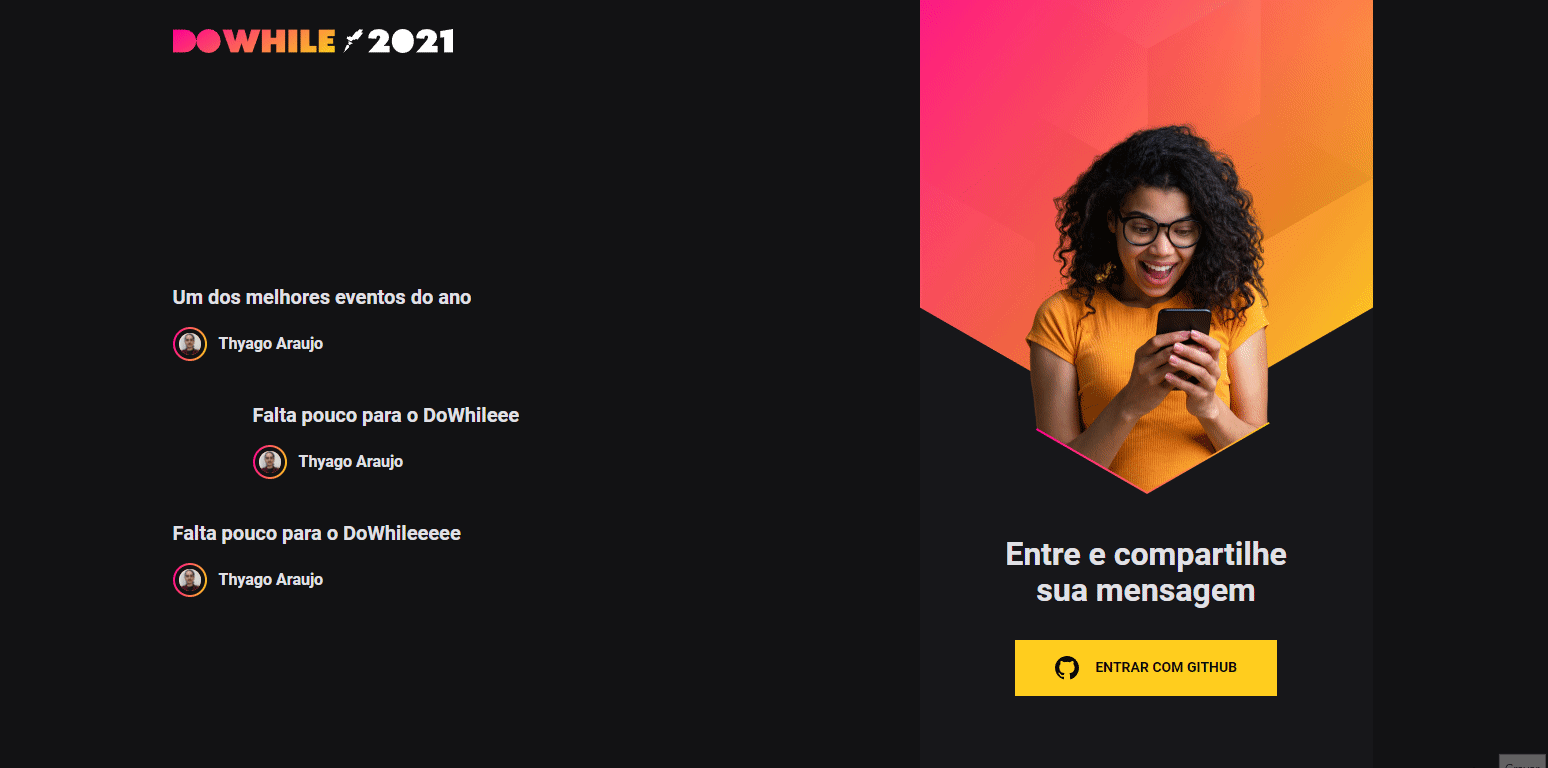 DOWHILE 2021
Um dos melhores eventos do ano
Thyago Araujo
Falta pouco para o DoWhileee
Thyago Araujo
Falta pouco para o DoWhileeeee
Thyago Araujo
Entre e compartilhe
sua mensagem
ENTRAR COM GITHUB